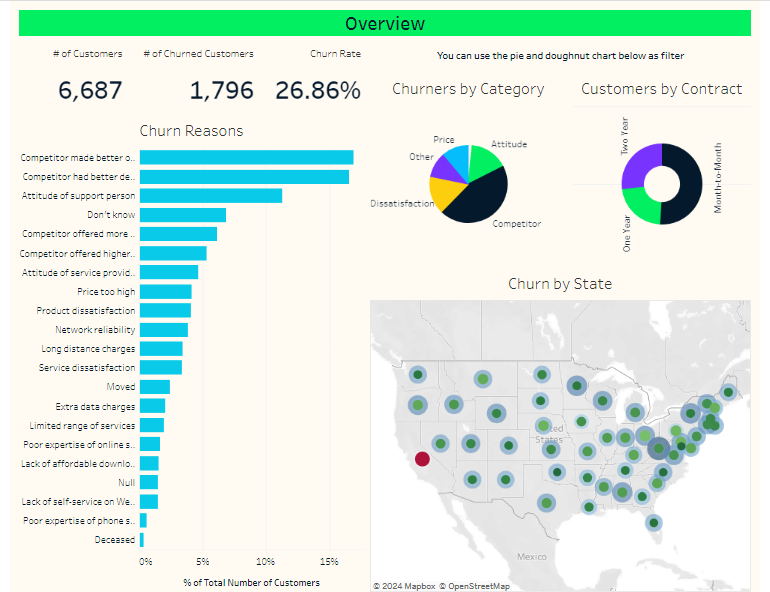 Overview
# of Customers
# of Churned Customers
Churn Rate
6,687
1,796
26.86%
You can use the pie and doughnut chart below as filter
Churners by Category
Customers by Contract
Churn Reasons
Competitor made better o..
Competitor had better de..
Attitude of support person
Don't know
Competitor offered more ..
Competitor offered higher..
Attitude of service provid..
Price too high
Product dissatisfaction
Network reliability
Long distance charges
Service dissatisfaction
Moved
Extra data charges
Limited range of services
Poor expertise of online s..
Lack of affordable downlo..
Null
Lack of self-service on We..
Poor expertise of phone s..
Deceased
0%
5%
10%
15%
% of Total Number of Customers
Price
Attitude
Other
Dissatisfaction
Competitor
Two Year
Month-to-Month
One Year
Churn by State
States
Mexico
© 2024 Mapbox © OpenStreetMap